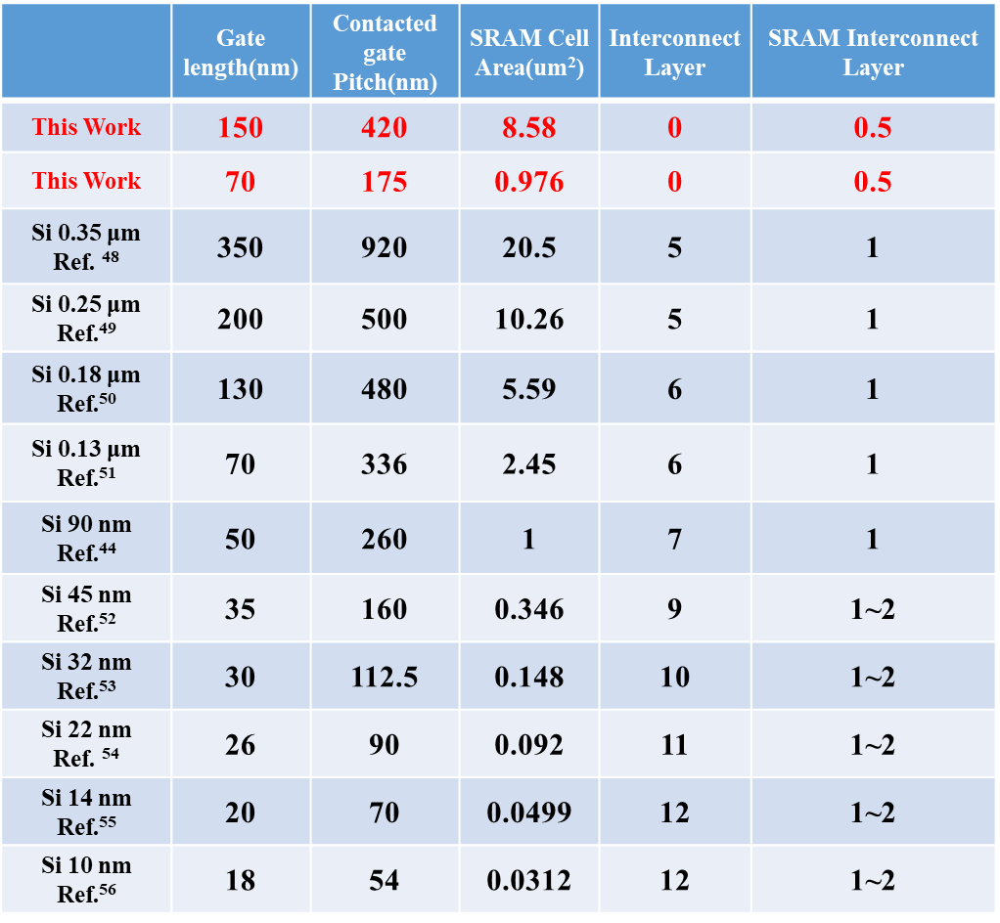 Gate length(nm) Contacted gate Pitch(nm) SRAM Cell Area(um²) Interconnect Layer SRAM Interconnect Layer
This Work 150 420 8.58 0 0.5
This Work 70 175 0.976 0 0.5
Si 0.35 μm Ref. ⁴⁸ 350 920 20.5 5 1
Si 0.25 μm Ref.⁴⁹ 200 500 10.26 5 1
Si 0.18 μm Ref.⁵⁰ 130 480 5.59 6 1
Si 0.13 μm Ref.⁵¹ 70 336 2.45 6 1
Si 90 nm Ref.⁴⁴ 50 260 1 7 1
Si 45 nm Ref.⁵² 35 160 0.346 9 1~2
Si 32 nm Ref.⁵³ 30 112.5 0.148 10 1~2
Si 22 nm Ref. ⁵⁴ 26 90 0.092 11 1~2
Si 14 nm Ref.⁵⁵ 20 70 0.0499 12 1~2
Si 10 nm Ref.⁵⁶ 18 54 0.0312 12 1~2